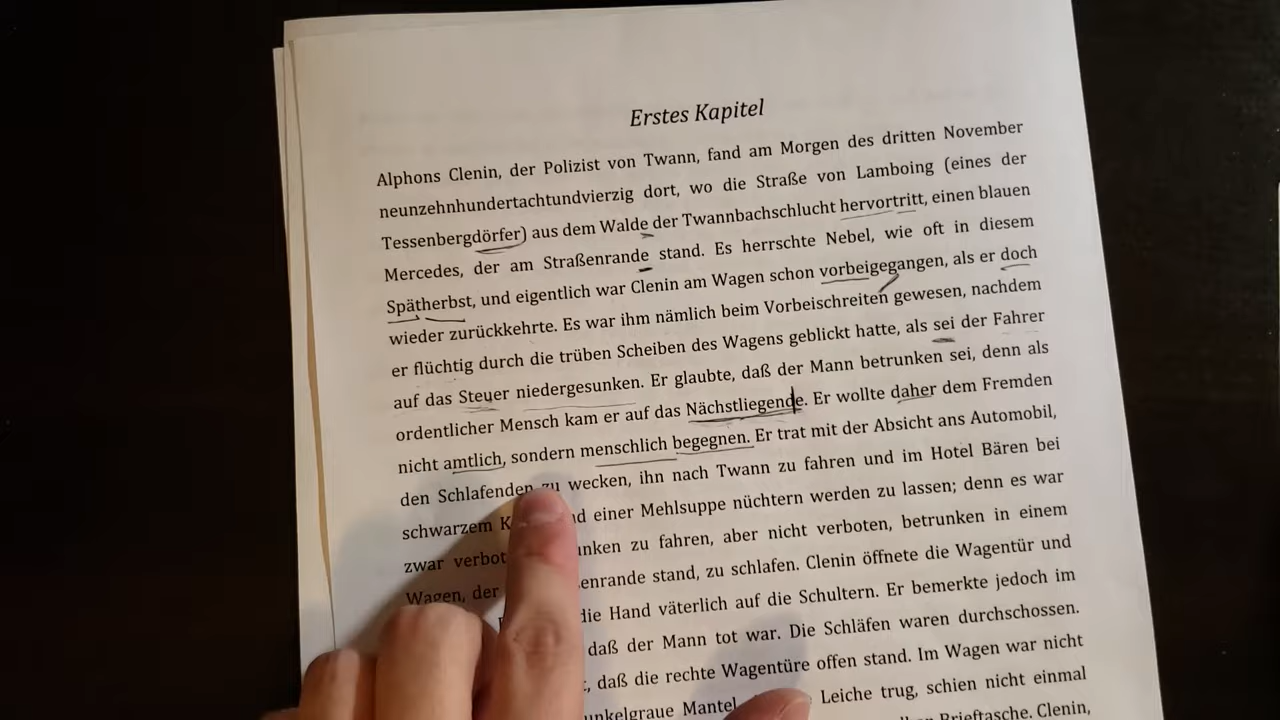 Erstes Kapitel
Alphons Clenin, der Polizist von Twann, fand am Morgen des dritten November
neunzehnhundertachtundvierzig dort, wo die Straße von Lamboing (eines der
Tessenbergdörfer) aus dem Walde der Twannbachschlucht hervortritt, einen blauen
Mercedes, der am Straßenrande stand. Es herrschte Nebel, wie oft in diesem
Spätherbst, und eigentlich war Clenin am Wagen schon vorbeigegangen, als er doch
wieder zurückkehrte. Es war ihm nämlich beim Vorbeischreiten gewesen, nachdem
er flüchtig durch die trüben Scheiben des Wagens geblickt hatte, als sei der Fahrer
auf das Steuer niedergesunken. Er glaubte, daß der Mann betrunken sei, denn als
ordentlicher Mensch kam er auf das Nächstliegende. Er wollte daher dem Fremden
nicht amtlich, sondern menschlich begegnen. Er trat mit der Absicht ans Automobil,
den Schlafenden zu wecken, ihn nach Twann zu fahren und im Hotel Bären bei
schwarzem einer Mehlsuppe nüchtern werden zu lassen; denn es war
zwar zu fahren, aber nicht verboten, betrunken in einem
Wagen, der stand, zu schlafen. Clenin öffnete die Wagentür und
die Hand väterlich auf die Schultern. Er bemerkte jedoch im
daß der Mann tot war. Die Schläfen waren durchschossen.
daß die rechte Wagentüre offen stand. Im Wagen war nicht
Mantel Leiche trug, schien nicht einmal
Brieftasche. Clenin,